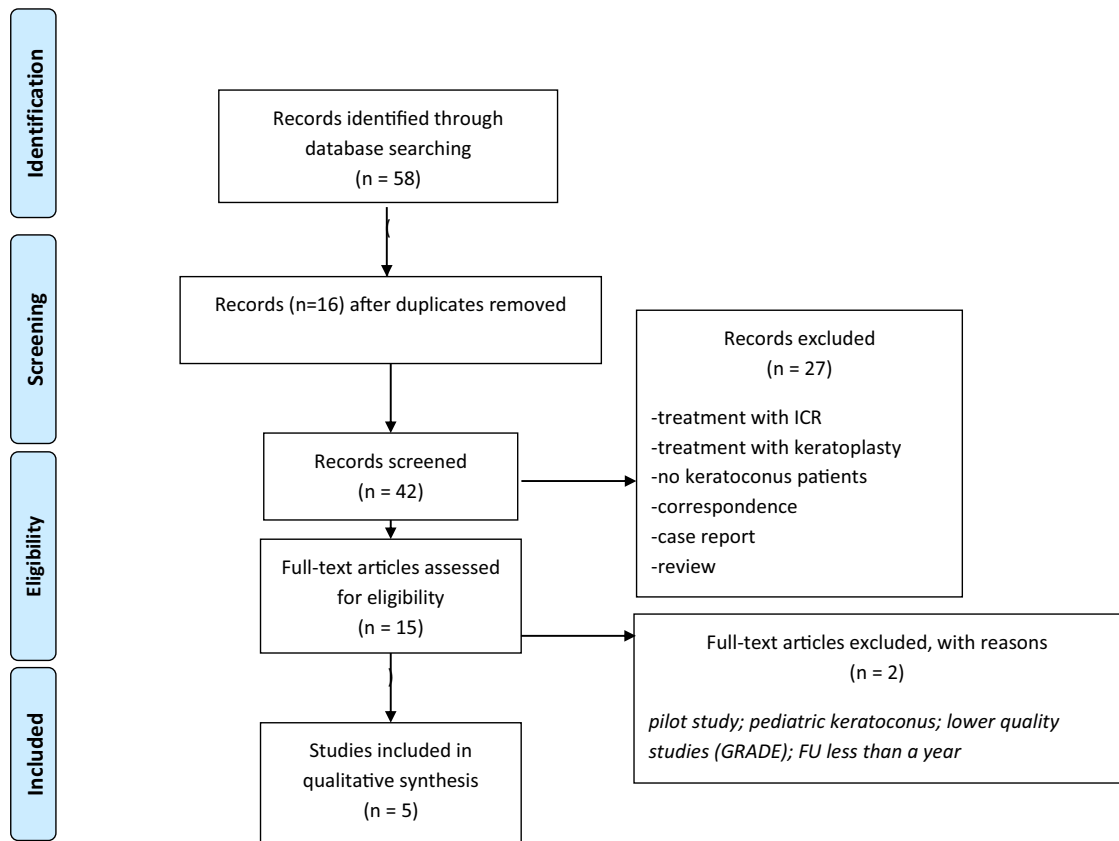 Identification
Records identified through
database searching
(n = 58)
Screening
Records (n=16) after duplicates removed
Records excluded
(n = 27)
-treatment with ICR
-treatment with keratoplasty
-no keratoconus patients
-correspondence
-case report
-review
Records screened
(n = 42)
Eligibility
Full-text articles assessed
for eligibility
(n = 15)
Full-text articles excluded, with reasons
(n = 2)
pilot study; pediatric keratoconus; lower quality
studies (GRADE); FU less than a year
Included
Studies included in
qualitative synthesis
(n = 5)